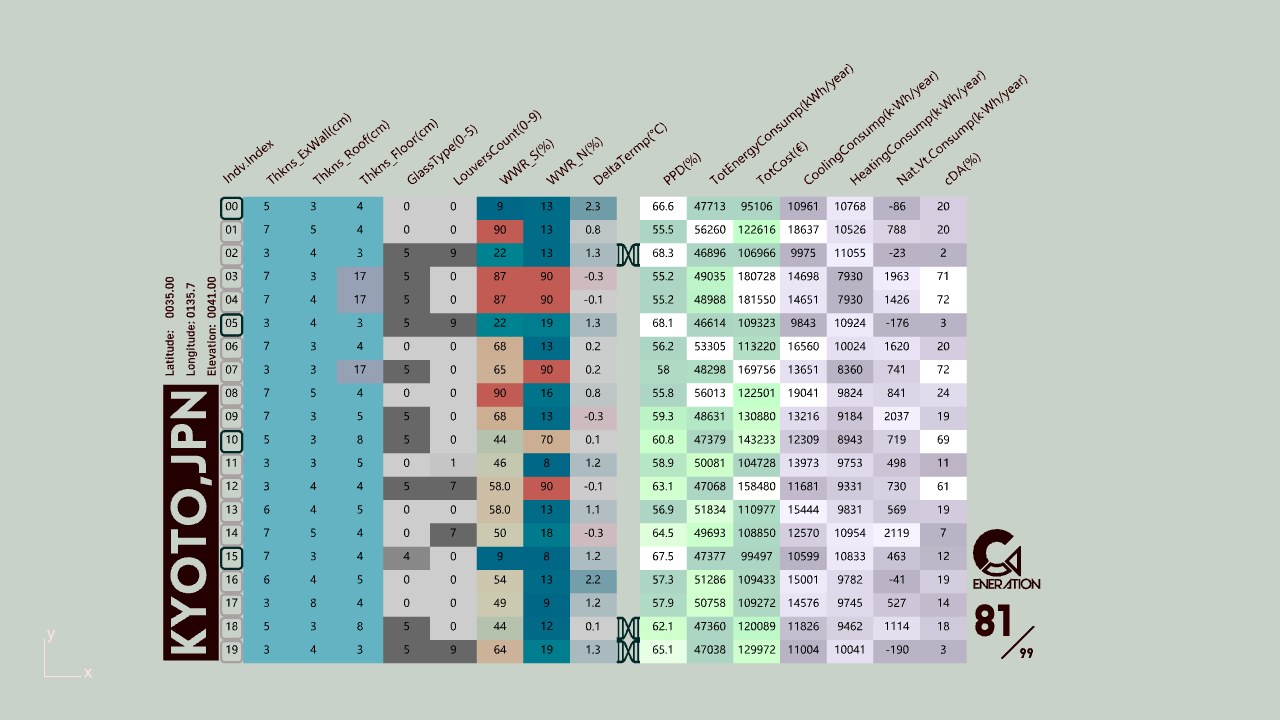 Indv.Index Thkns_ExWall(cm) Thkns_Roof(cm) Thkns_Floor(cm) GlassType(0-5) LouversCount(0-9) WWR_S(%) WWR_N(%) DeltaTermp(°C) PPD(%) TotEnergyConsump(kWh/year) TotCost(€) CoolingConsump(k·Wh/year) HeatingConsump(k·Wh/year) Nat.Vt.Consump(k·Wh/year) cDA(%)
00 5 3 4 0 0 9 13 2.3 66.6 47713 95106 10961 10768 -86 20
01 7 5 4 0 0 90 13 0.8 55.5 56260 122616 18637 10526 788 20
02 3 4 3 5 9 22 13 1.3 68.3 46896 106966 9975 11055 -23 2
03 7 3 17 5 0 87 90 -0.3 55.2 49035 180728 14698 7930 1963 71
04 7 4 17 5 0 87 90 -0.1 55.2 48988 181550 14651 7930 1426 72
05 3 4 3 5 9 22 19 1.3 68.1 46614 109323 9843 10924 -176 3
06 7 3 4 0 0 68 13 0.2 56.2 53305 113220 16560 10024 1620 20
07 3 3 17 5 0 65 90 0.2 58 48298 169756 13651 8360 741 72
08 7 5 4 0 0 90 16 0.8 55.8 56013 122501 19041 9824 841 24
09 7 3 5 5 0 68 13 -0.3 59.3 48631 130880 13216 9184 2037 19
10 5 3 8 5 0 44 70 0.1 60.8 47379 143233 12309 8943 719 69
11 3 3 5 0 1 46 8 1.2 58.9 50081 104728 13973 9753 498 11
12 3 4 4 5 7 58.0 90 -0.1 63.1 47068 158480 11681 9331 730 61
13 6 4 5 0 0 58.0 13 1.1 56.9 51834 110977 15444 9831 569 19
14 7 5 4 0 7 50 18 -0.3 64.5 49693 108850 12570 10954 2119 7
15 7 3 4 4 0 9 8 1.2 67.5 47377 99497 10599 10833 463 12
16 6 4 5 0 0 54 13 2.2 57.3 51286 109433 15001 9782 -41 19
17 3 8 4 0 0 49 9 1.2 57.9 50758 109272 14576 9745 527 14
18 5 3 8 5 0 44 12 0.1 62.1 47360 120089 11826 9462 1114 18
19 3 4 3 5 9 64 19 1.3 65.1 47038 129972 11004 10041 -190 3
Latitude: 0035.00
Longitude: 0135.7
Elevation: 0041.00
KYOTO,JPN
GENERATION
81/99
y
x